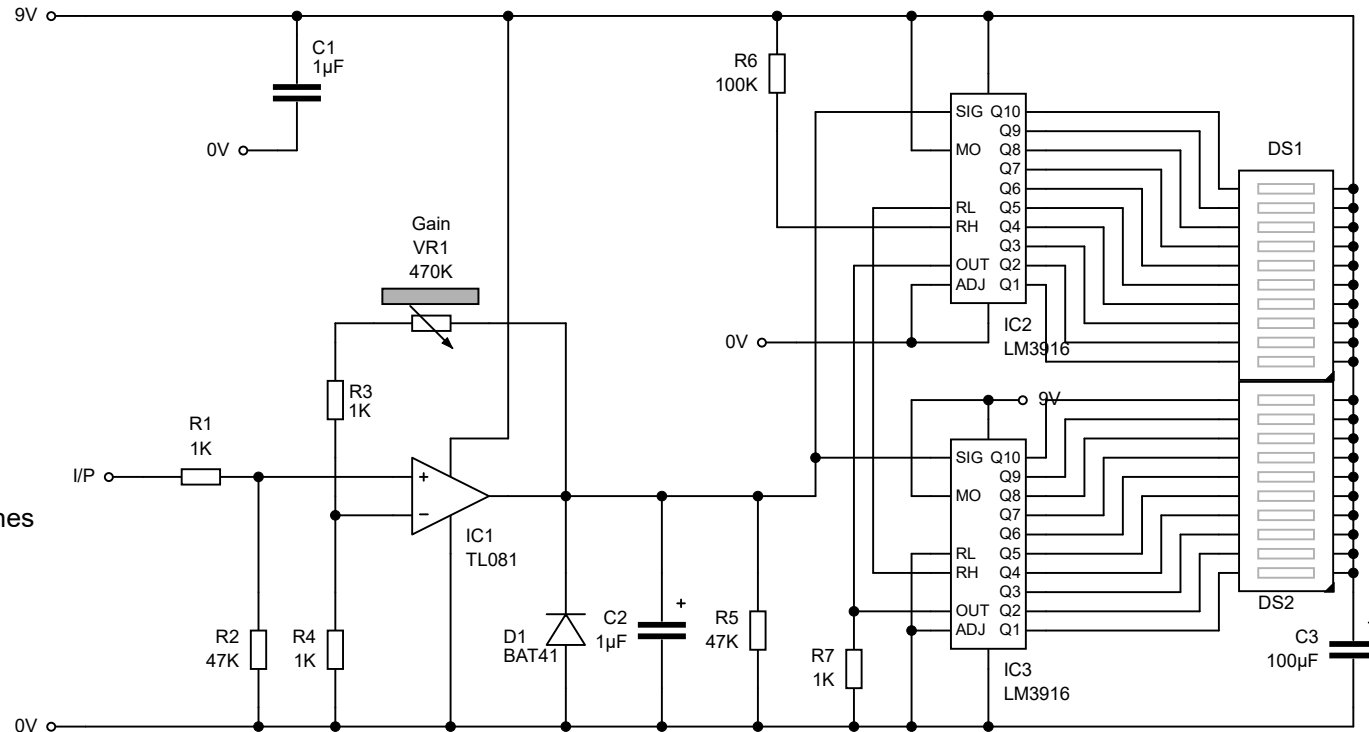 9V
C1
1µF
0V
R6
100K
Gain
VR1
470K
SIG Q10
Q9
MO Q8
Q7
Q6
RL Q5
RH Q4
Q3
OUT Q2
ADJ Q1
IC2
LM3916
DS1
0V
9V
R3
1K
R1
1K
I/P
+
−
IC1
TL081
nes
SIG Q10
Q9
MO Q8
Q7
Q6
RL Q5
RH Q4
Q3
OUT Q2
ADJ Q1
IC3
LM3916
DS2
R2
47K
R4
1K
D1
BAT41
C2
1µF
+
R5
47K
R7
1K
C3
100µF
0V